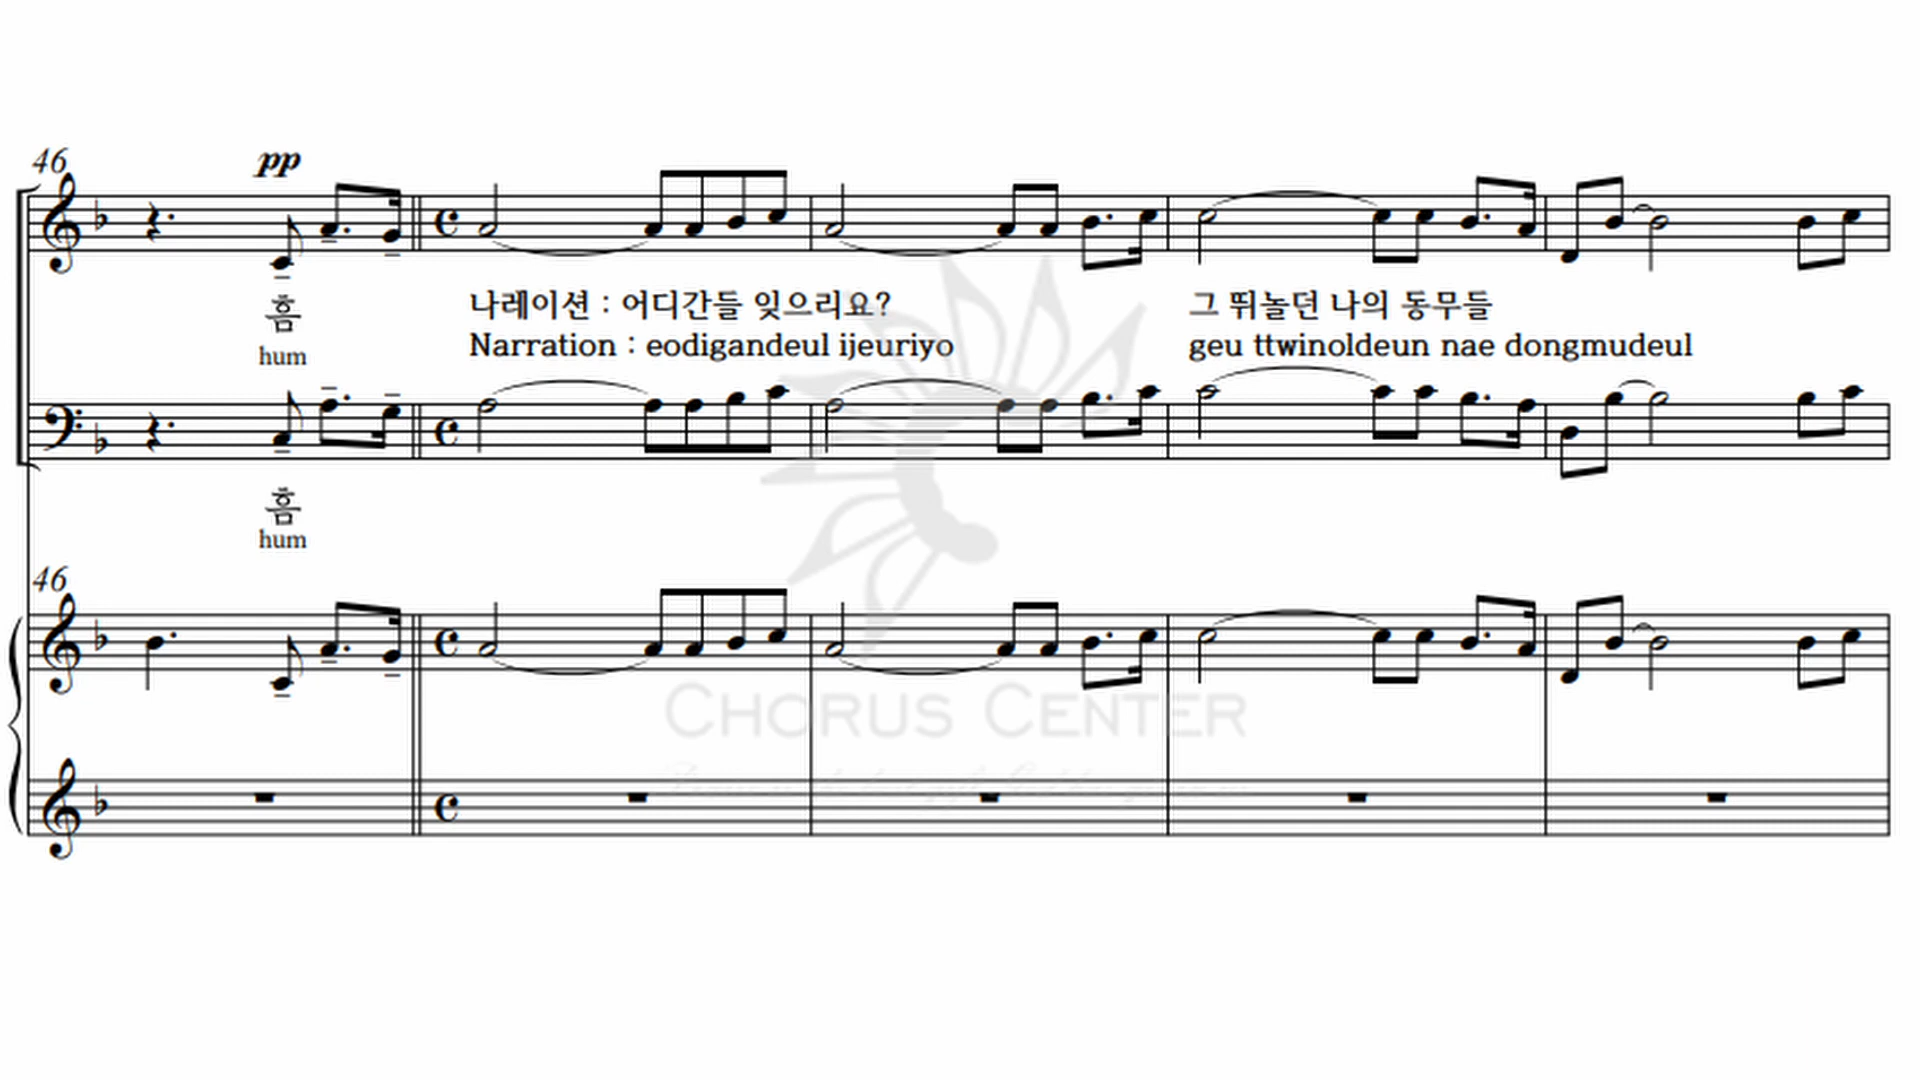 46
pp
흠
hum
나레이션 : 어디간들 잊으리요?
Narration : eodigandeul ijeuriyo
그 뛰놀던 나의 동무들
geu ttwinoldeun nae dongmudeul
흠
hum
46
CHORUS CENTER